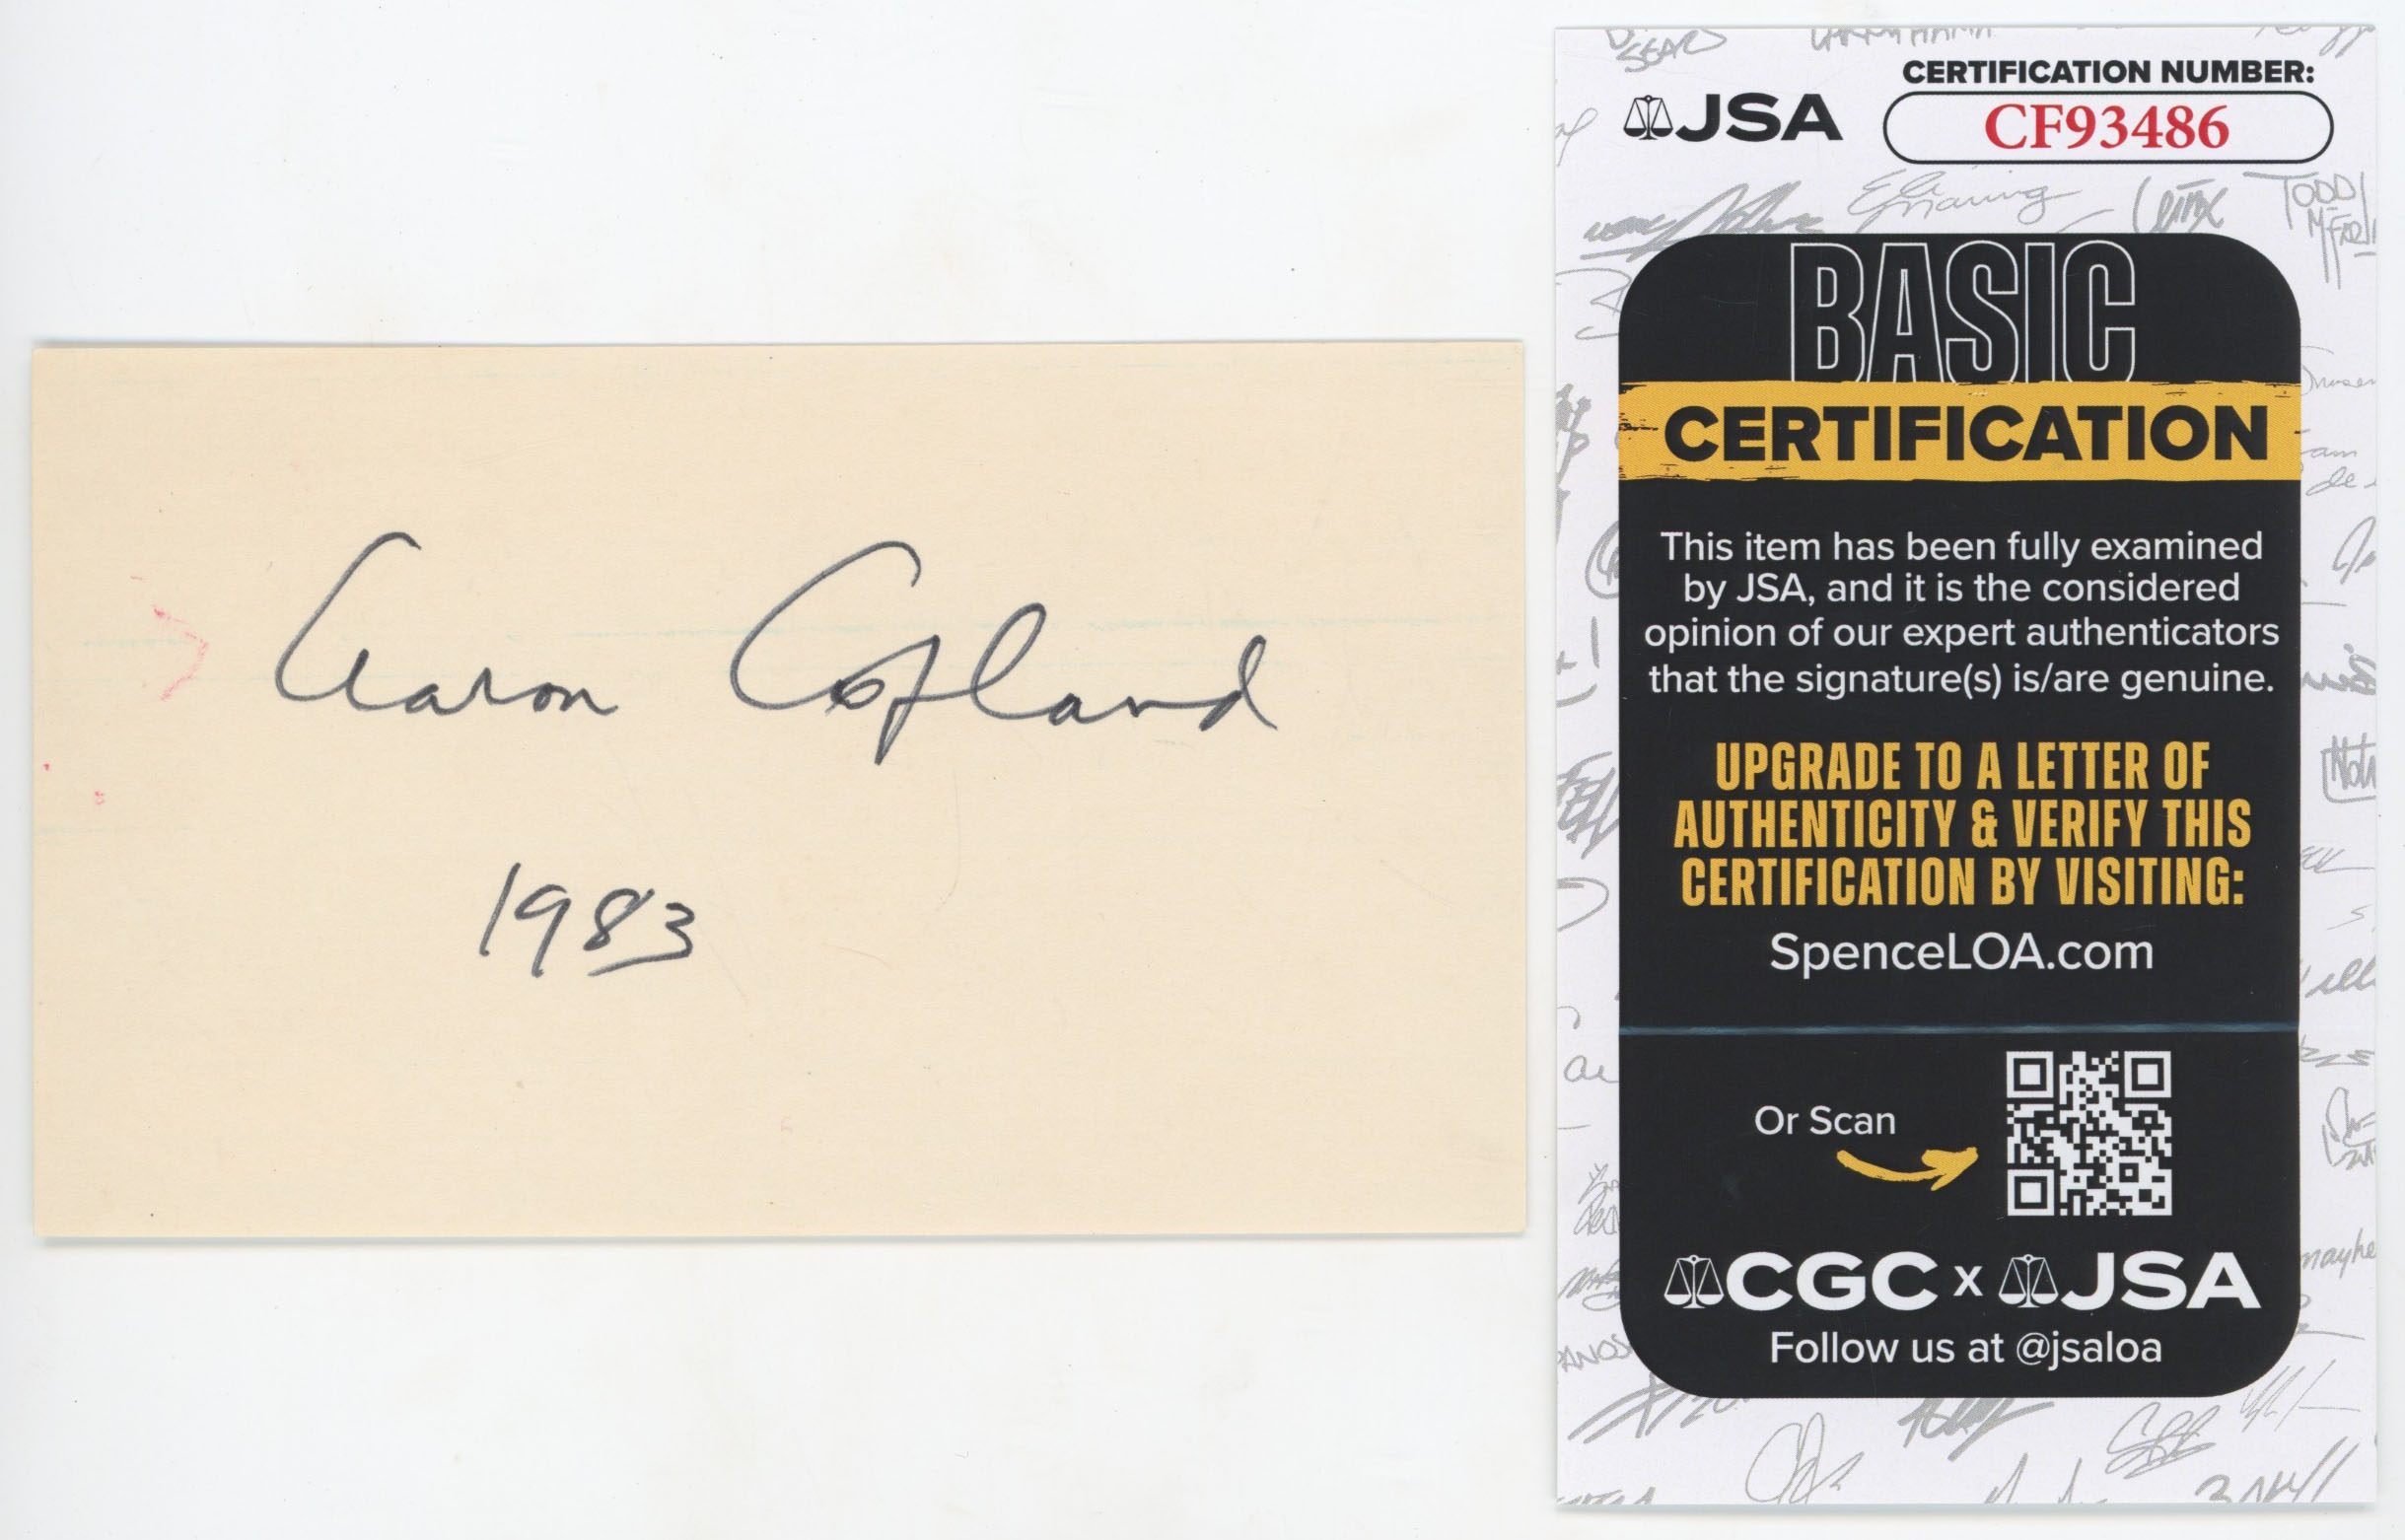 Aaron Copland
1983
CERTIFICATION NUMBER:
JSA
CF93486
BASIC
CERTIFICATION
This item has been fully examined
by JSA, and it is the considered
opinion of our expert authenticators
that the signature(s) is/are genuine.
UPGRADE TO A LETTER OF
AUTHENTICITY & VERIFY THIS
CERTIFICATION BY VISITING:
SpenceLOA.com
Or Scan
CGC x JSA
Follow us at @jsaloa